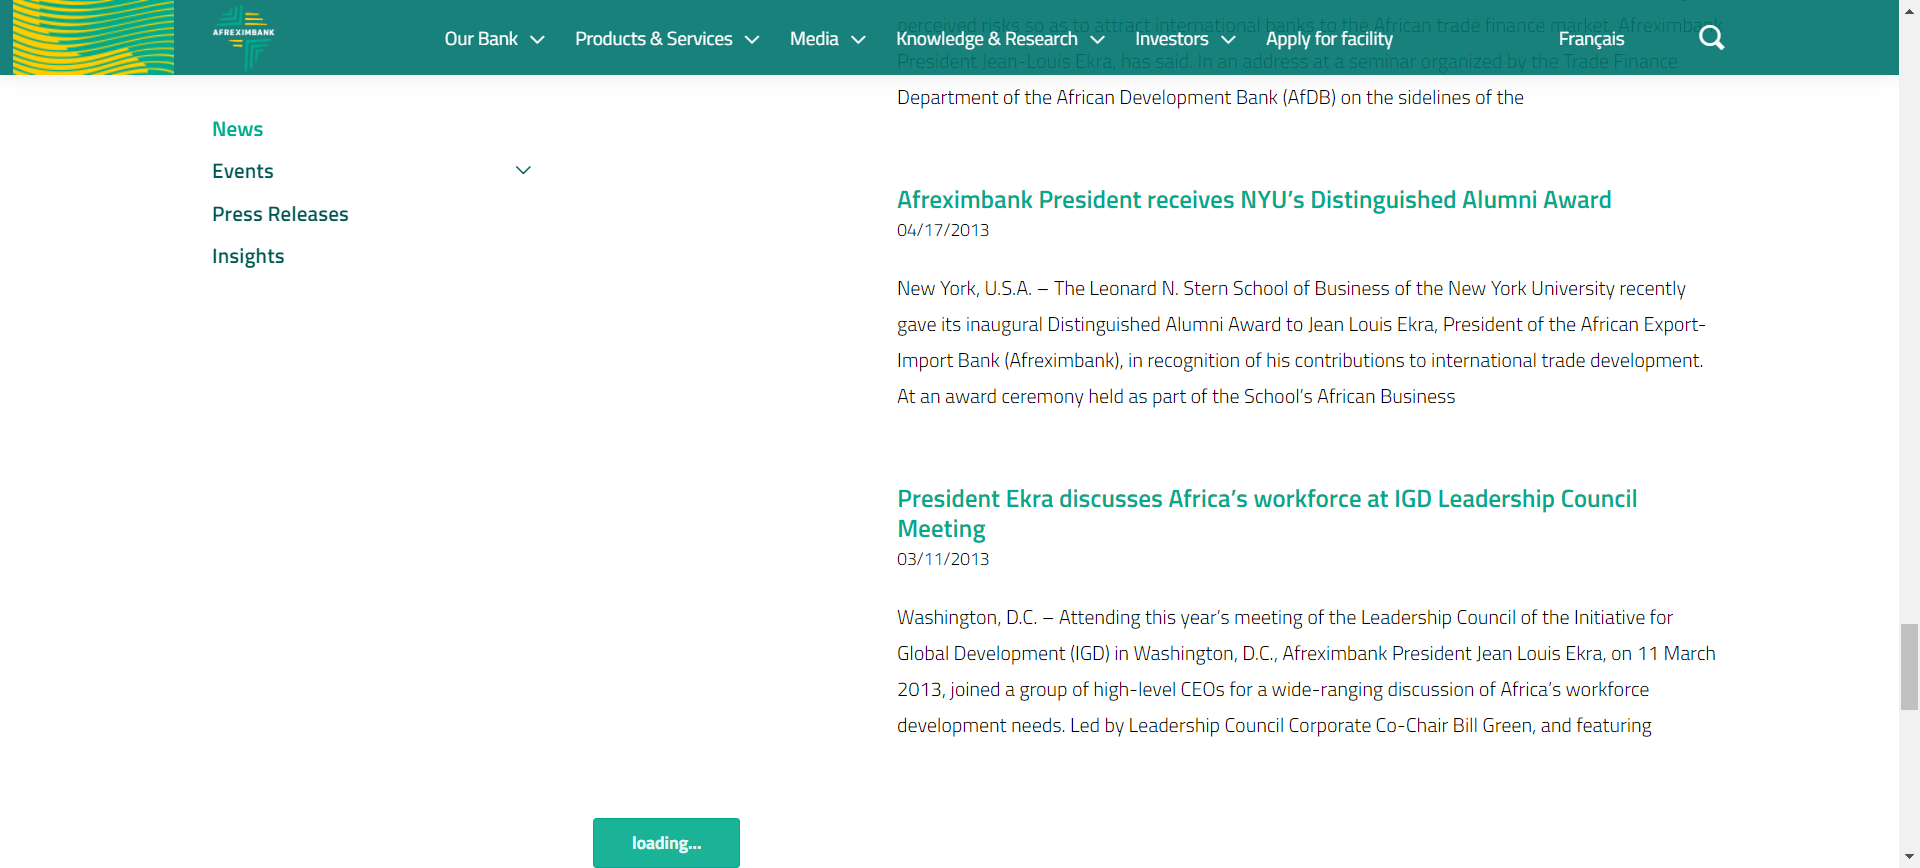 AFREXIMBANK
Our Bank
Products & Services
Media
Knowledge & Research
Investors
Apply for facility
Français
News
Events
Press Releases
Insights
perceived risks so as to attract international banks to the African trade finance market, Afreximbank
President Jean-Louis Ekra, has said. In an address at a seminar organized by the Trade Finance
Department of the African Development Bank (AfDB) on the sidelines of the
Afreximbank President receives NYU’s Distinguished Alumni Award
04/17/2013
New York, U.S.A. – The Leonard N. Stern School of Business of the New York University recently
gave its inaugural Distinguished Alumni Award to Jean Louis Ekra, President of the African Export-
Import Bank (Afreximbank), in recognition of his contributions to international trade development.
At an award ceremony held as part of the School’s African Business
President Ekra discusses Africa’s workforce at IGD Leadership Council
Meeting
03/11/2013
Washington, D.C. – Attending this year’s meeting of the Leadership Council of the Initiative for
Global Development (IGD) in Washington, D.C., Afreximbank President Jean Louis Ekra, on 11 March
2013, joined a group of high-level CEOs for a wide-ranging discussion of Africa’s workforce
development needs. Led by Leadership Council Corporate Co-Chair Bill Green, and featuring
loading...